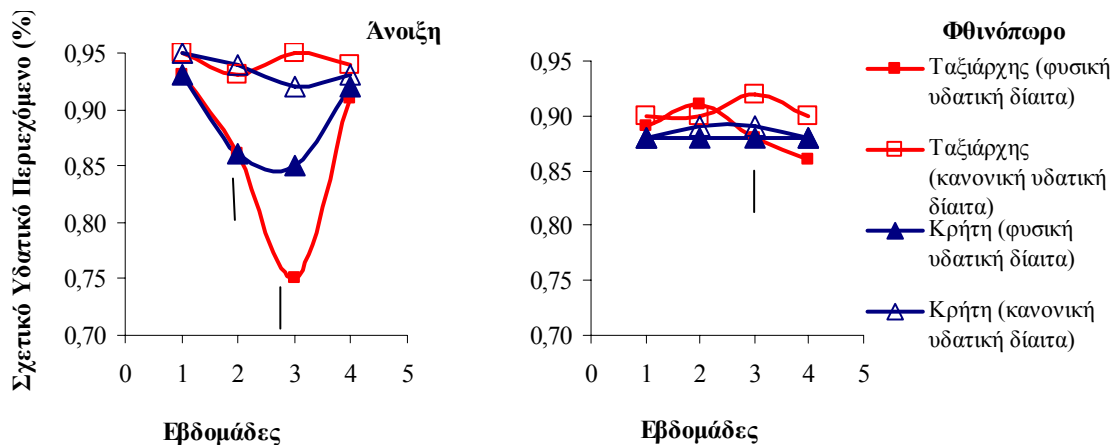 Σχετικό Υδατικό Περιεχόμενο (%)
Άνοιξη
0,95
0,90
0,85
0,80
0,75
0,70
0 1 2 3 4 5
Εβδομάδες
Φθινόπωρο
0,95
0,90
0,85
0,80
0,75
0,70
0 1 2 3 4 5
Εβδομάδες
Ταξιάρχης (φυσική
υδατική δίαιτα)
Ταξιάρχης
(κανονική υδατική
δίαιτα)
Κρήτη (φυσική
υδατική δίαιτα)
Κρήτη (κανονική
υδατική δίαιτα)